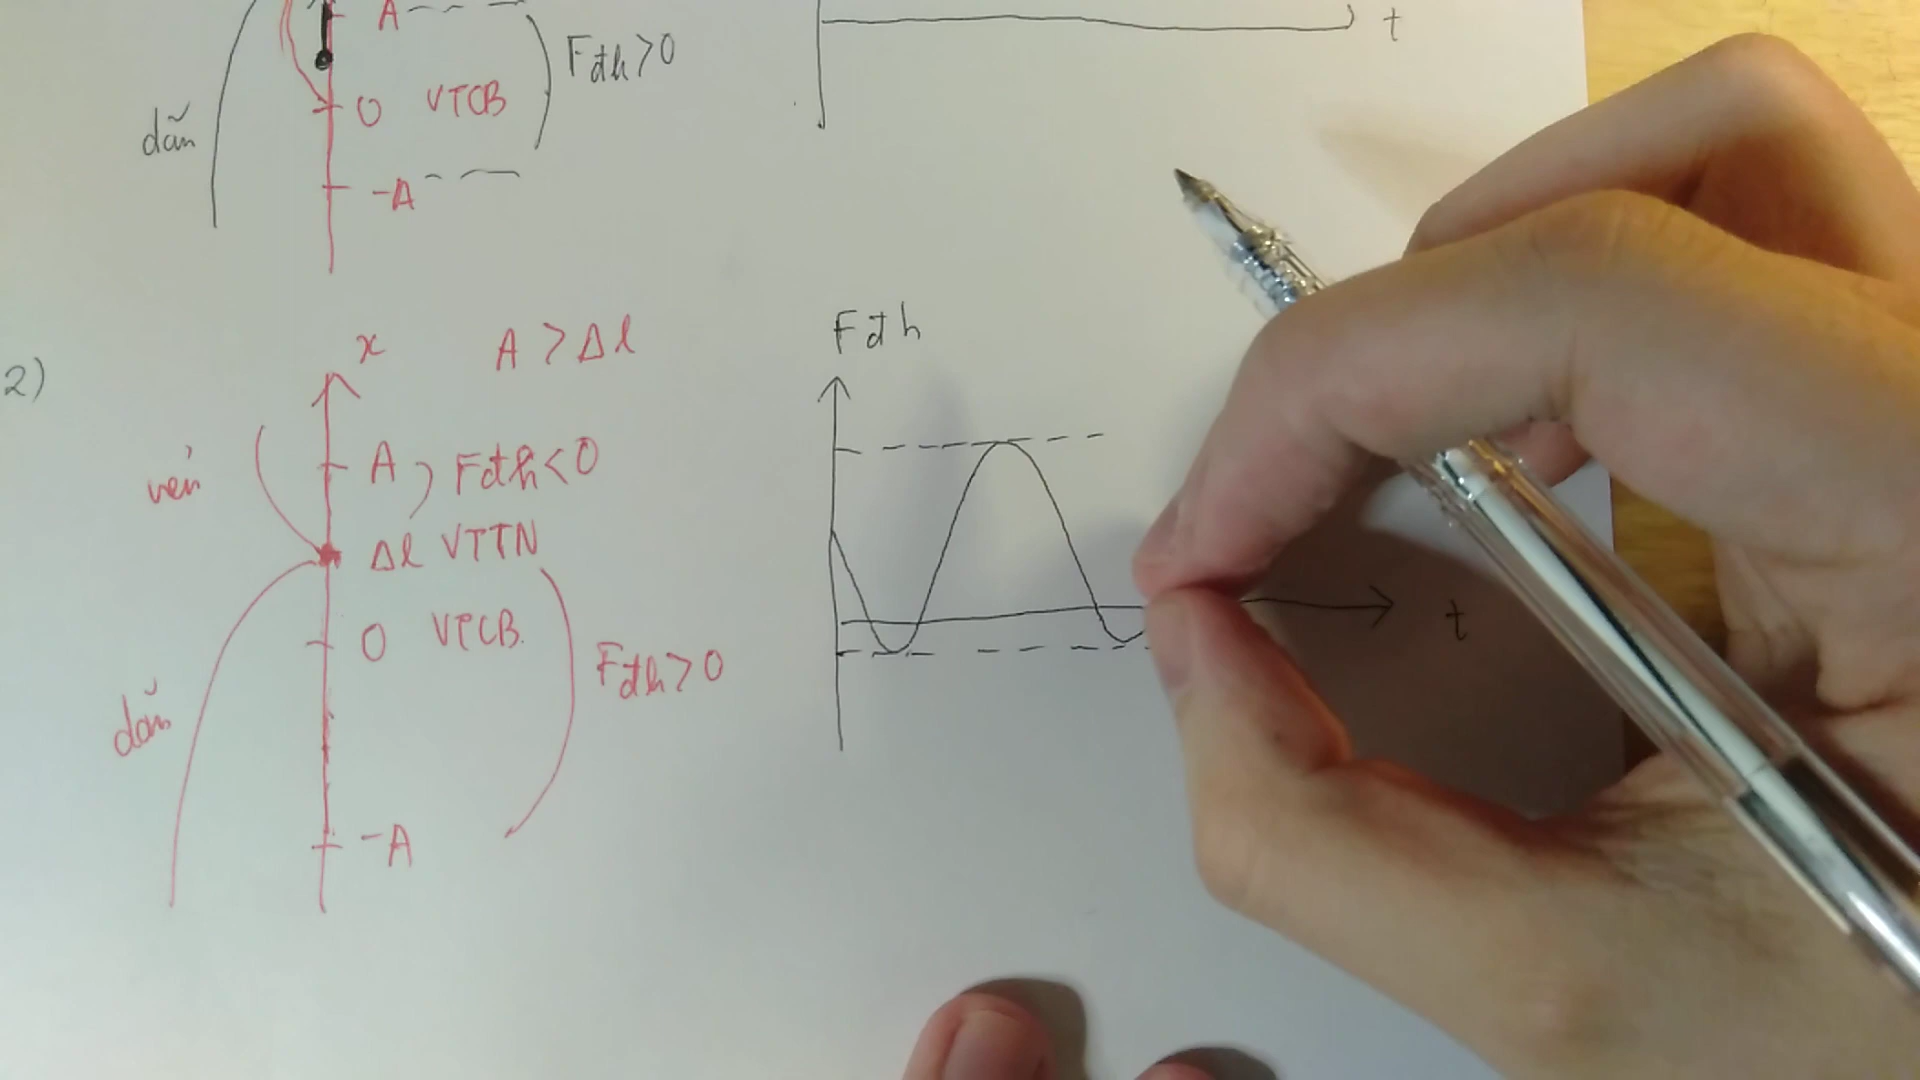 A
Fđh>0
t
O VTCB
dãn
-A
Fđh
x A > Δl
2)
A Fđh<0
nén
Δl VTTN
O VTCB
t
Fđh>0
dãn
-A